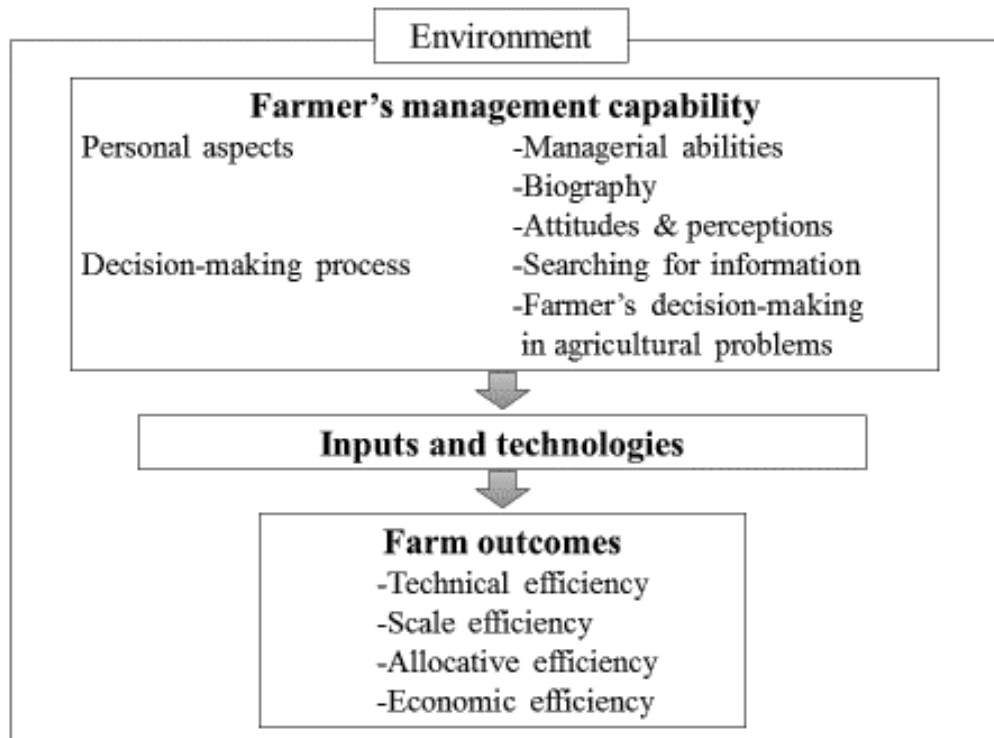 Environment
Farmer's management capability
Personal aspects -Managerial abilities
-Biography
-Attitudes & perceptions
Decision-making process -Searching for information
-Farmer's decision-making
in agricultural problems
Inputs and technologies
Farm outcomes
-Technical efficiency
-Scale efficiency
-Allocative efficiency
-Economic efficiency